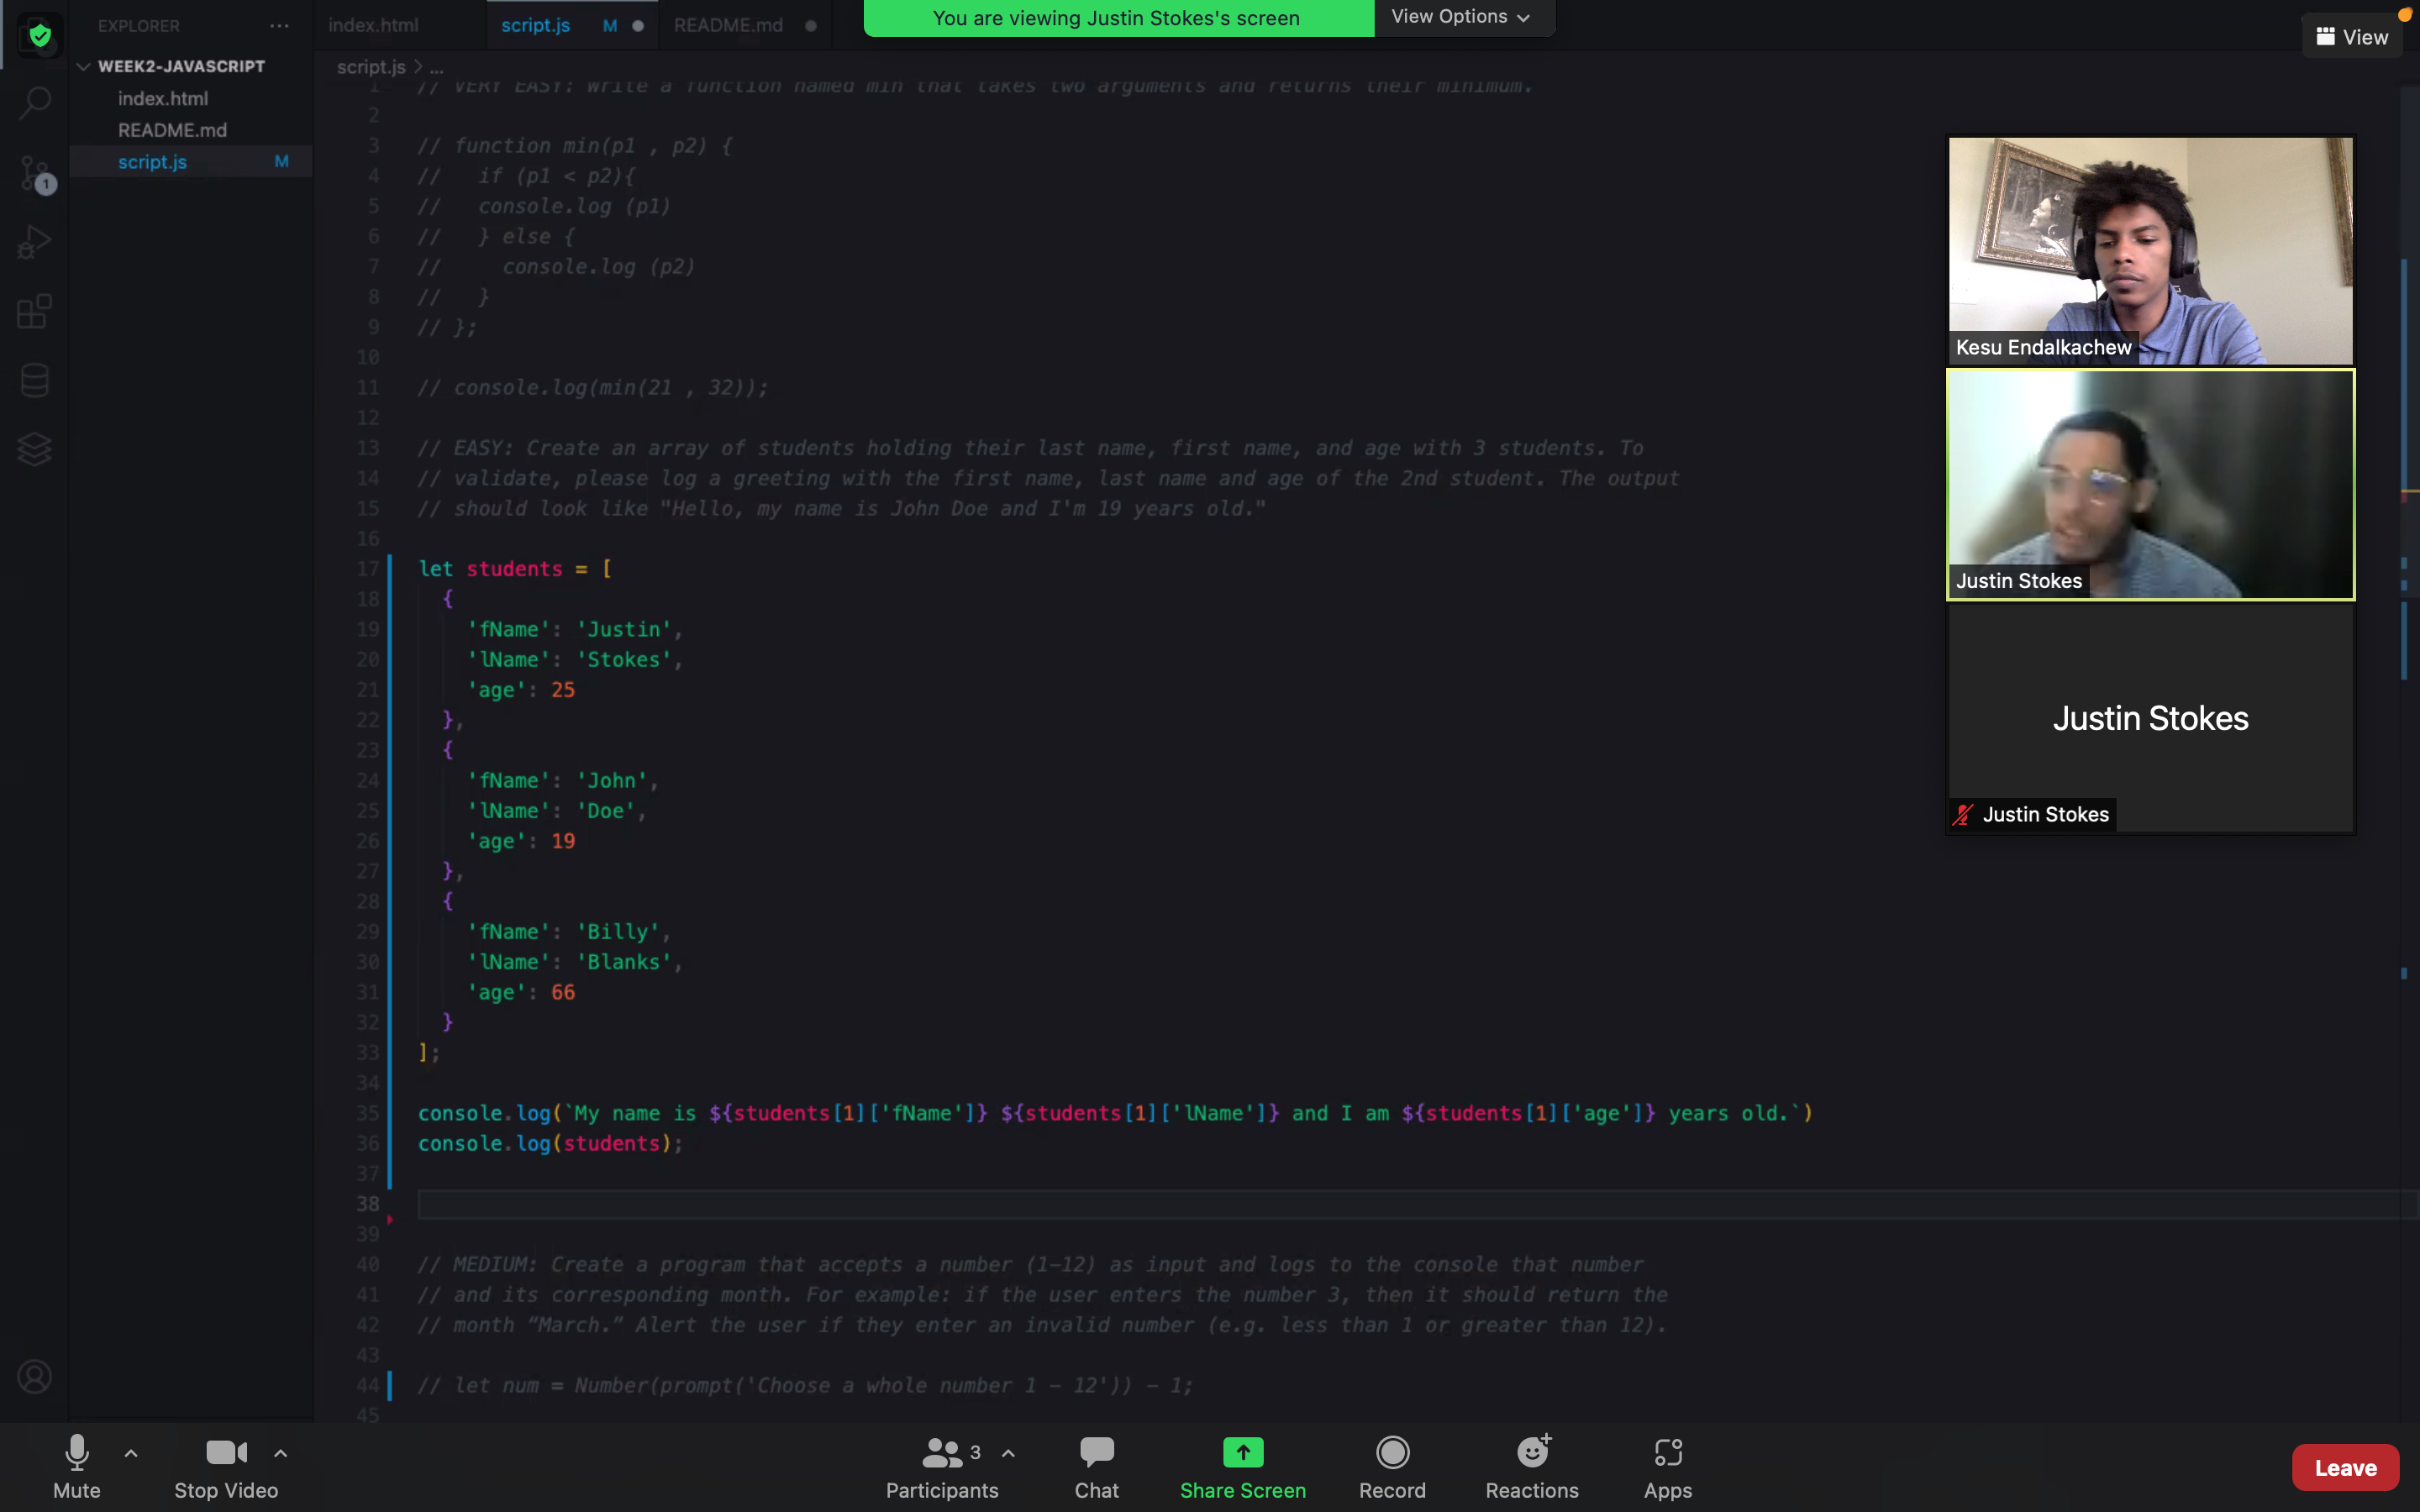 You are viewing Justin Stokes's screen
View Options
View
EXPLORER
index.html
script.js M
README.md
WEEK2-JAVASCRIPT
index.html
README.md
script.js M
1
script.js > ...
1 // VERY EASY: Write a function named min that takes two arguments and returns their minimum.
2
3 // function min(p1 , p2) {
4 //   if (p1 < p2){
5 //   console.log (p1)
6 //   } else {
7 //     console.log (p2)
8 //   }
9 // };
10
11 // console.log(min(21 , 32));
12
13 // EASY: Create an array of students holding their last name, first name, and age with 3 students. To
14 // validate, please log a greeting with the first name, last name and age of the 2nd student. The output
15 // should look like "Hello, my name is John Doe and I'm 19 years old."
16
17 let students = [
18   {
19     'fName': 'Justin',
20     'lName': 'Stokes',
21     'age': 25
22   },
23   {
24     'fName': 'John',
25     'lName': 'Doe',
26     'age': 19
27   },
28   {
29     'fName': 'Billy',
30     'lName': 'Blanks',
31     'age': 66
32   }
33 ];
34
35 console.log(`My name is ${students[1]['fName']} ${students[1]['lName']} and I am ${students[1]['age']} years old.`)
36 console.log(students);
37
38
39
40 // MEDIUM: Create a program that accepts a number (1-12) as input and logs to the console that number
41 // and its corresponding month. For example: if the user enters the number 3, then it should return the
42 // month “March.” Alert the user if they enter an invalid number (e.g. less than 1 or greater than 12).
43
44 // let num = Number(prompt('Choose a whole number 1 - 12')) - 1;
45
Kesu Endalkachew
Justin Stokes
Justin Stokes
Justin Stokes
Mute
Stop Video
Participants 3
Chat
Share Screen
Record
Reactions
Apps
Leave